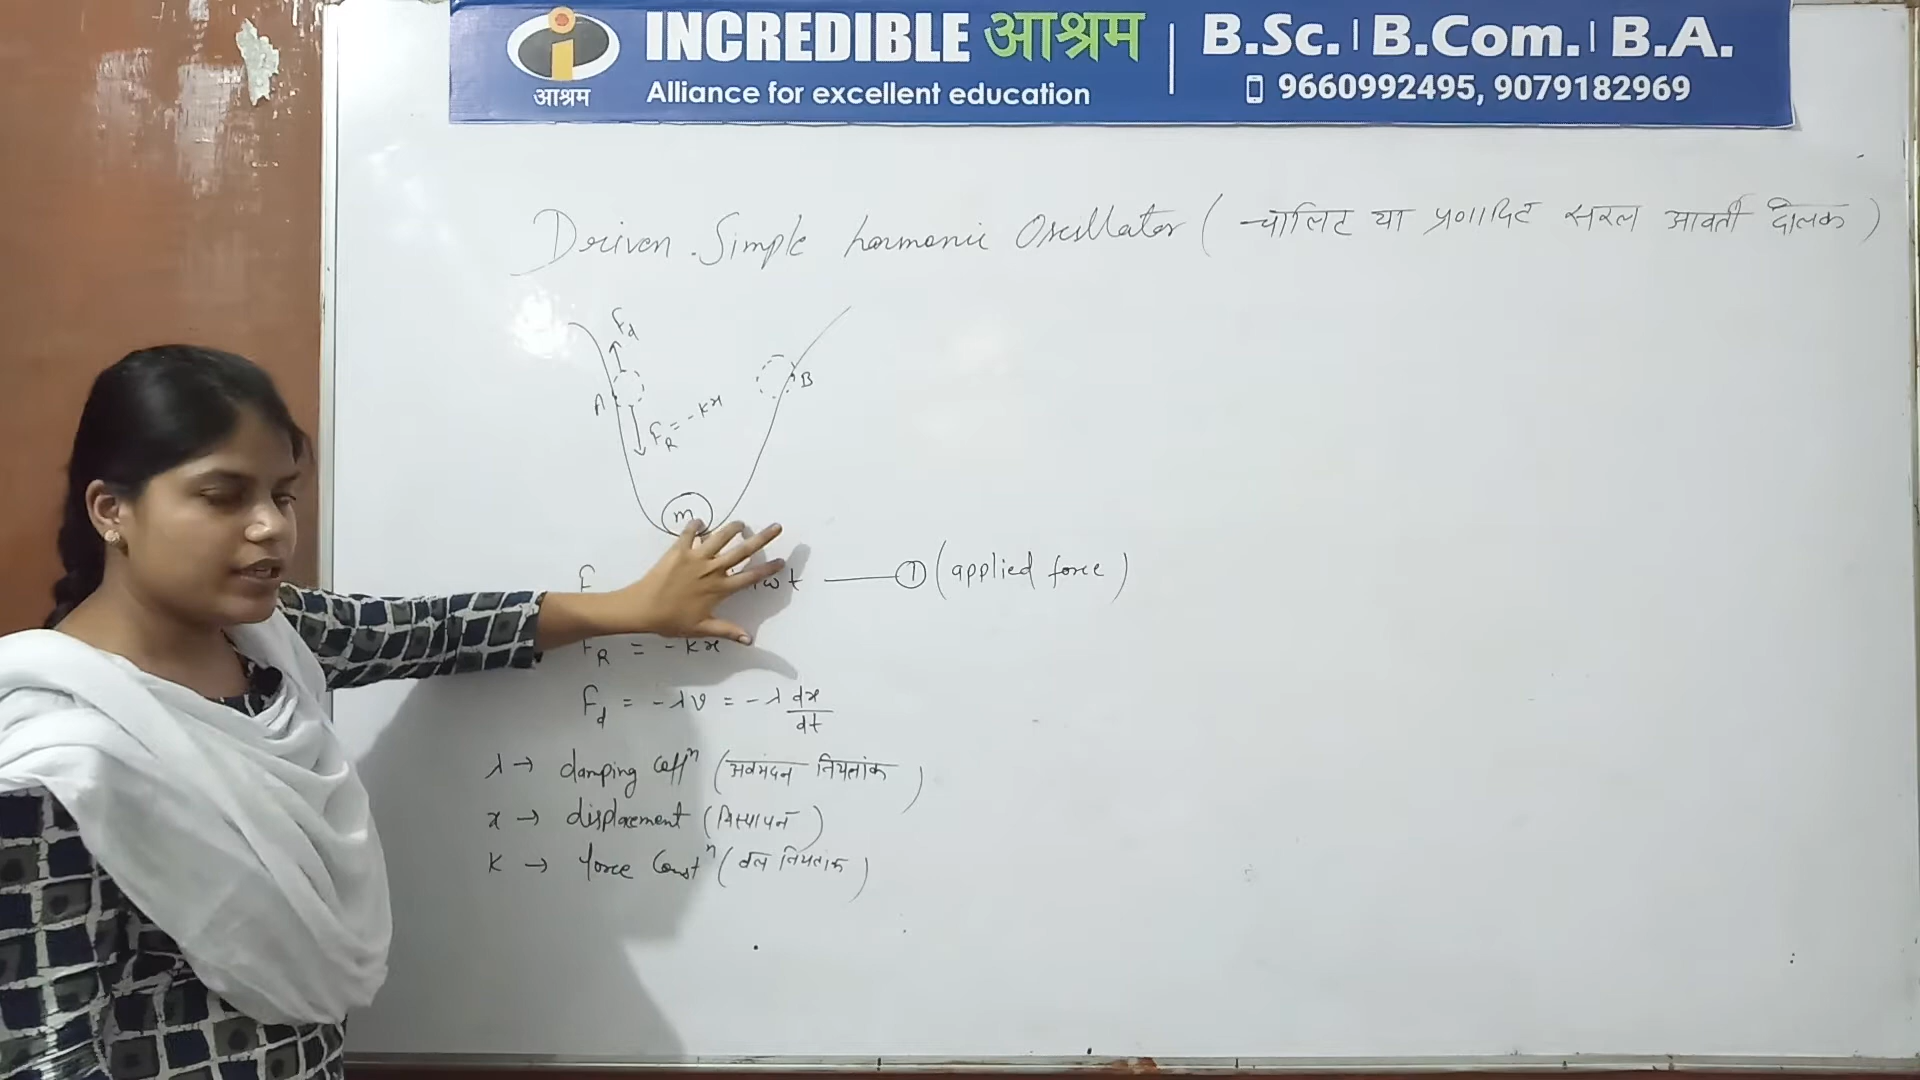 INCREDIBLE आश्रम
आश्रम
Alliance for excellent education
B.Sc. | B.Com. | B.A.
9660992495, 9079182969
Driven Simple harmonic Oscillator ( चालित या प्रणोदित सरल आवर्ती दोलक )
Fd
A
B
FR = -kx
m
F ωt —— ① (applied force)
FR = -kx
Fd = -λv = -λ dx/dt
λ → damping coffⁿ (अवमंदन नियतांक)
x → displacement (विस्थापन)
K → force Constⁿ (बल नियतांक)